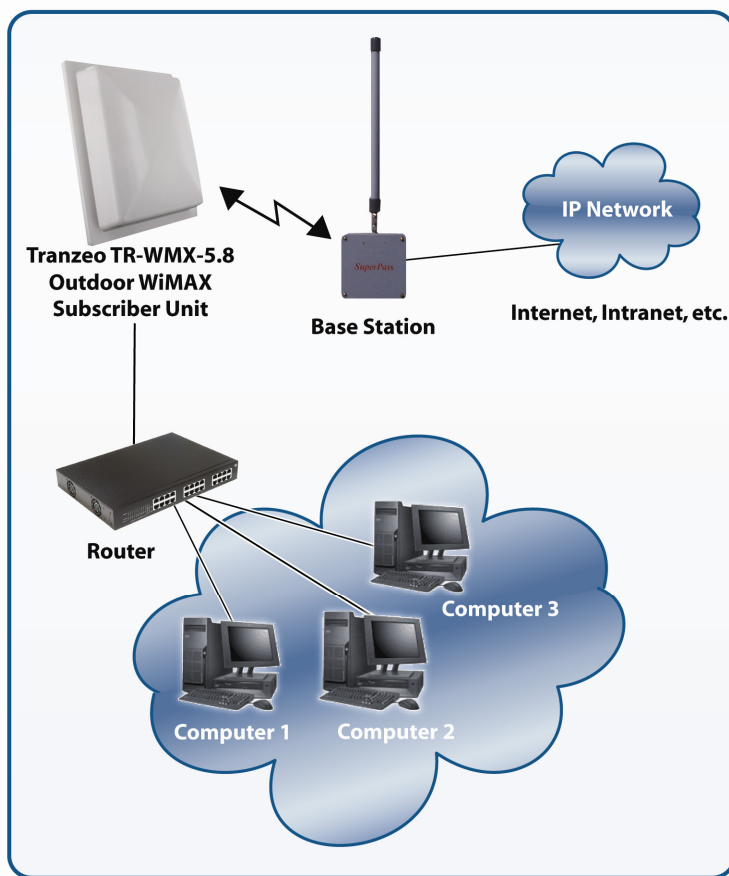 Tranzeo TR-WMX-5.8
Outdoor WiMAX
Subscriber Unit
SuperPass
Base Station
IP Network
Internet, Intranet, etc.
Router
Computer 3
Computer 1
Computer 2